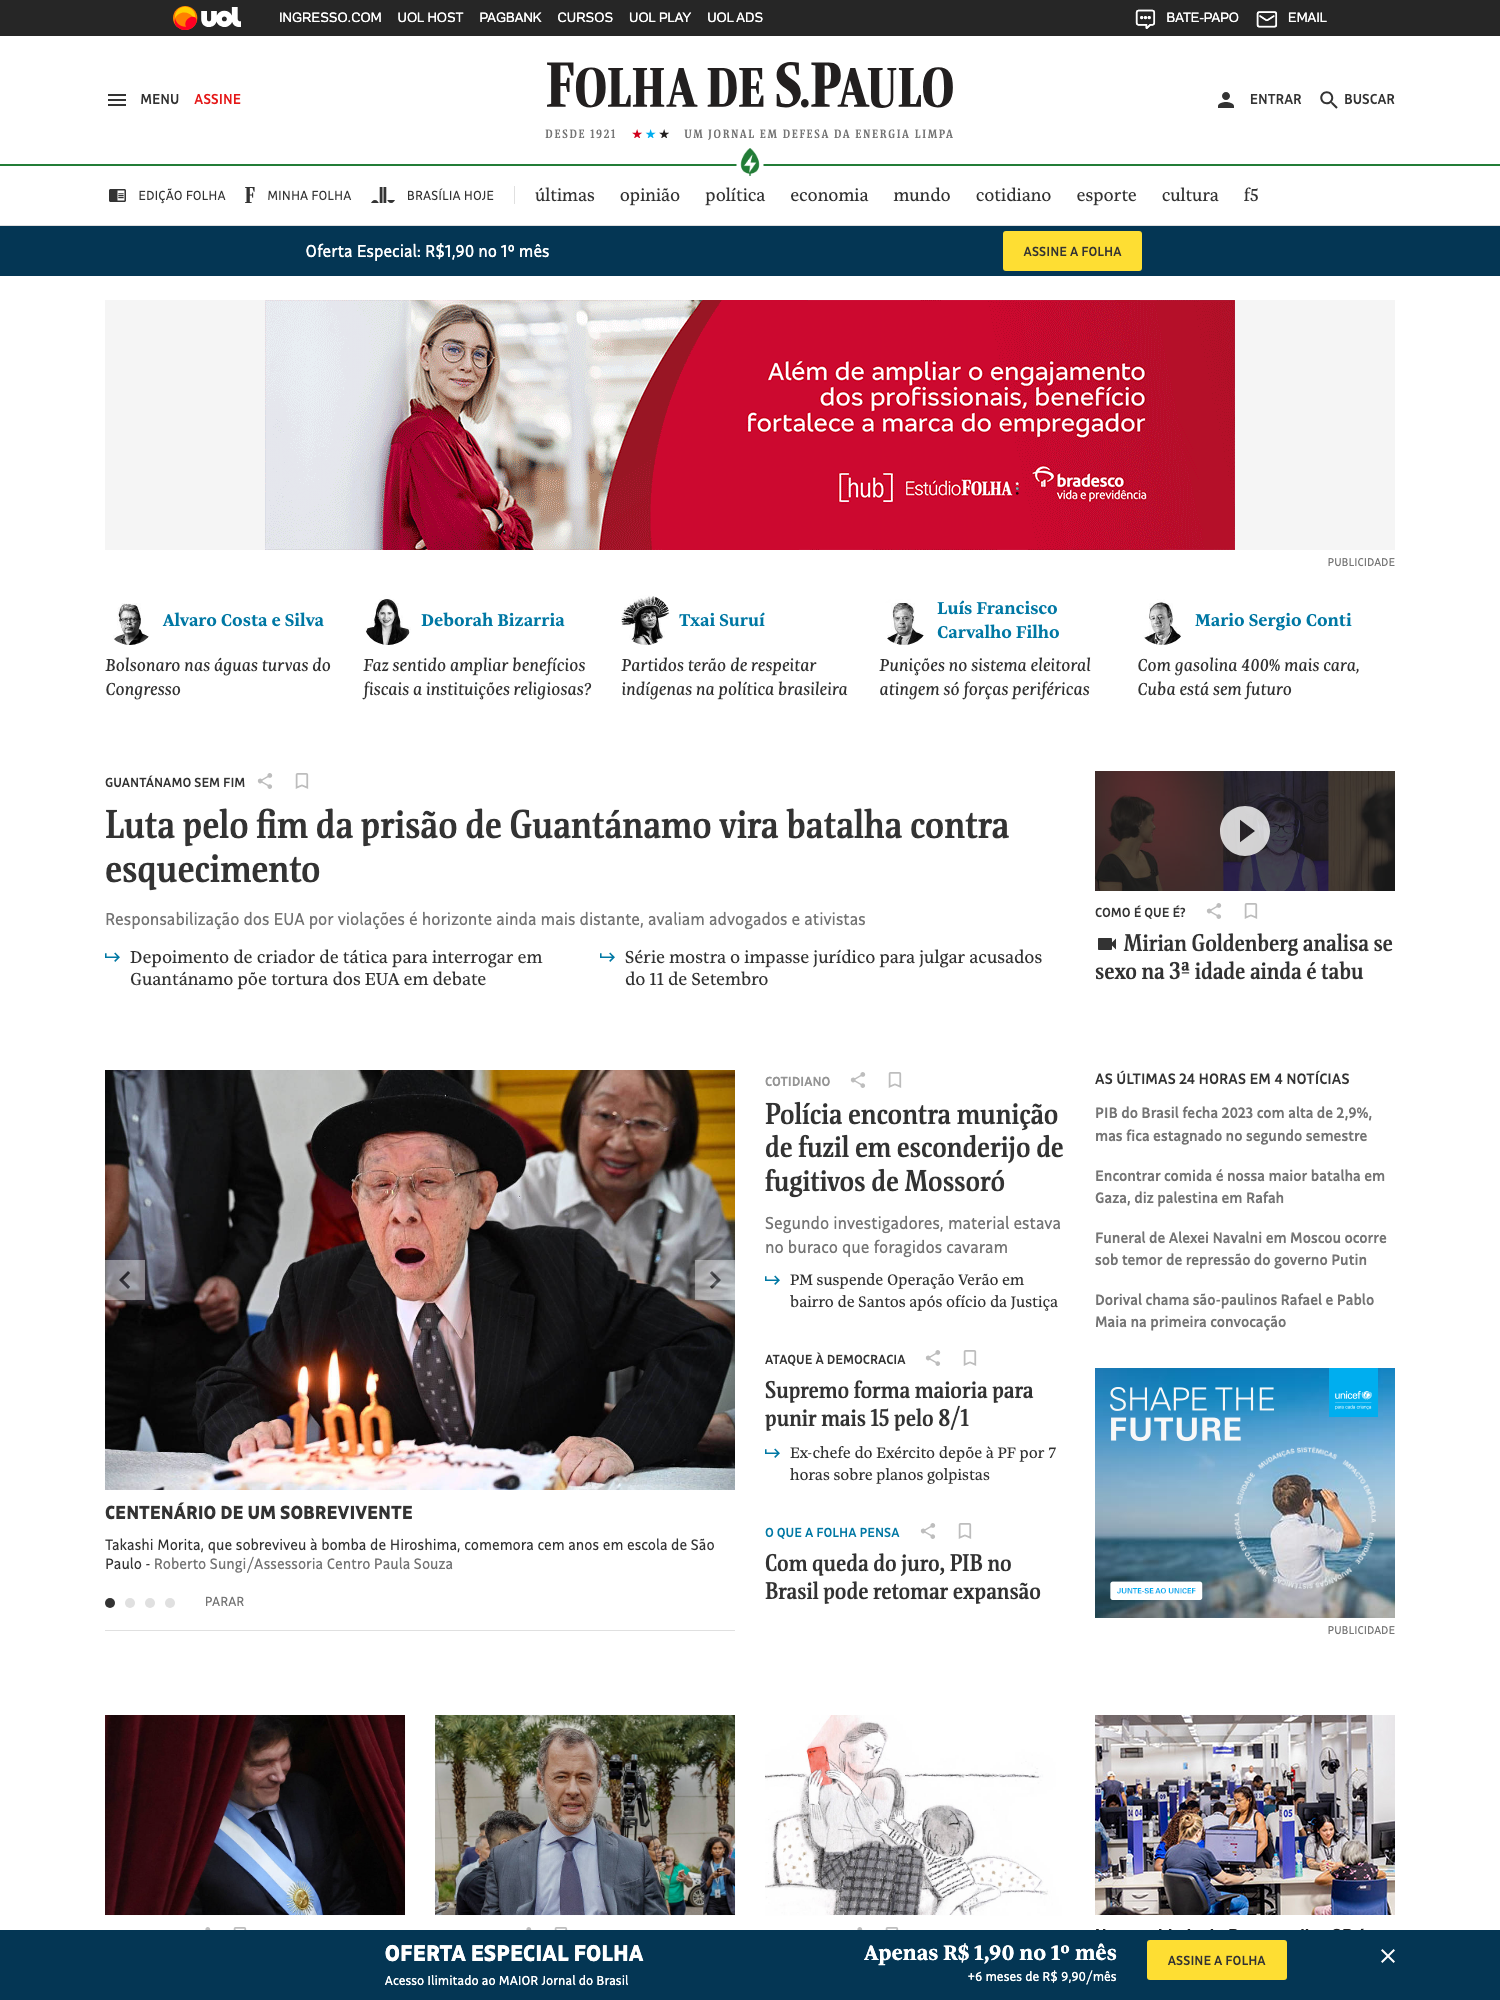 uol INGRESSO.COM UOL HOST PAGBANK CURSOS UOL PLAY UOL ADS BATE-PAPO EMAIL
MENU ASSINE
FOLHA DE S.PAULO
ENTRAR BUSCAR
DESDE 1921 ★★★ UM JORNAL EM DEFESA DA ENERGIA LIMPA
EDIÇÃO FOLHA F MINHA FOLHA BRASÍLIA HOJE últimas opinião política economia mundo cotidiano esporte cultura f5
Oferta Especial: R$1,90 no 1º mês ASSINE A FOLHA
Além de ampliar o engajamento
dos profissionais, benefício
fortalece a marca do empregador
[hub] EstúdioFOLHA: bradesco
vida e previdência
PUBLICIDADE
Alvaro Costa e Silva
Bolsonaro nas águas turvas do
Congresso
Deborah Bizarria
Faz sentido ampliar benefícios
fiscais a instituições religiosas?
Txai Suruí
Partidos terão de respeitar
indígenas na política brasileira
Luís Francisco
Carvalho Filho
Punições no sistema eleitoral
atingem só forças periféricas
Mario Sergio Conti
Com gasolina 400% mais cara,
Cuba está sem futuro
GUANTÁNAMO SEM FIM
Luta pelo fim da prisão de Guantánamo vira batalha contra
esquecimento
Responsabilização dos EUA por violações é horizonte ainda mais distante, avaliam advogados e ativistas
Depoimento de criador de tática para interrogar em
Guantánamo põe tortura dos EUA em debate
Série mostra o impasse jurídico para julgar acusados
do 11 de Setembro
COMO É QUE É?
Mirian Goldenberg analisa se
sexo na 3ª idade ainda é tabu
100
CENTENÁRIO DE UM SOBREVIVENTE
Takashi Morita, que sobreviveu à bomba de Hiroshima, comemora cem anos em escola de São
Paulo - Roberto Sungi/Assessoria Centro Paula Souza
PARAR
COTIDIANO
Polícia encontra munição
de fuzil em esconderijo de
fugitivos de Mossoró
Segundo investigadores, material estava
no buraco que foragidos cavaram
PM suspende Operação Verão em
bairro de Santos após ofício da Justiça
ATAQUE À DEMOCRACIA
Supremo forma maioria para
punir mais 15 pelo 8/1
Ex-chefe do Exército depõe à PF por 7
horas sobre planos golpistas
O QUE A FOLHA PENSA
Com queda do juro, PIB no
Brasil pode retomar expansão
AS ÚLTIMAS 24 HORAS EM 4 NOTÍCIAS
PIB do Brasil fecha 2023 com alta de 2,9%,
mas fica estagnado no segundo semestre
Encontrar comida é nossa maior batalha em
Gaza, diz palestina em Rafah
Funeral de Alexei Navalni em Moscou ocorre
sob temor de repressão do governo Putin
Dorival chama são-paulinos Rafael e Pablo
Maia na primeira convocação
SHAPE THE
FUTURE
unicef
para cada criança
EQUIDADE MUDANÇAS SISTÊMICAS IMPACTO EM ESCALA
JUNTE-SE AO UNICEF
PUBLICIDADE
04 04
05
OFERTA ESPECIAL FOLHA
Acesso Ilimitado ao MAIOR Jornal do Brasil
Apenas R$ 1,90 no 1º mês
+6 meses de R$ 9,90/mês
ASSINE A FOLHA